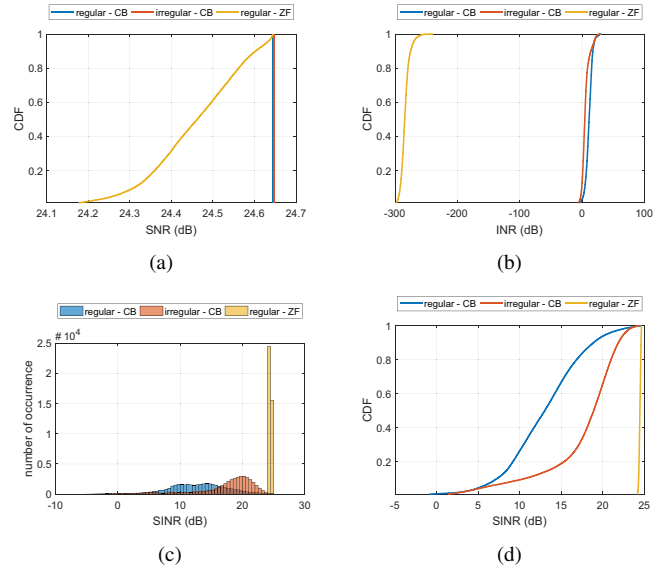 regular - CB irregular - CB regular - ZF
1
0.8
0.6
0.4
0.2
CDF
24.1 24.2 24.3 24.4 24.5 24.6 24.7
SNR (dB)
(a)
regular - CB irregular - CB regular - ZF
1
0.8
0.6
0.4
0.2
CDF
-300 -200 -100 0 100
INR (dB)
(b)
regular - CB irregular - CB regular - ZF
# 10^4
2.5
2
1.5
1
0.5
0
number of occurrence
-10 0 10 20 30
SINR (dB)
(c)
regular - CB irregular - CB regular - ZF
1
0.8
0.6
0.4
0.2
CDF
-5 0 5 10 15 20 25
SINR (dB)
(d)